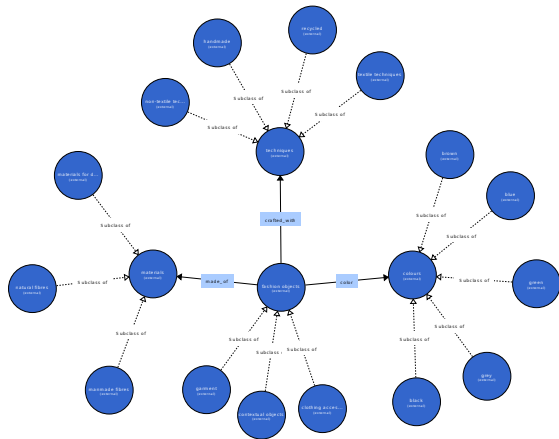 recycled
(external)
handmade
(external)
textile techniques
(external)
non-textile tec...
(external)
Subclass of
Subclass of
Subclass of
Subclass of
techniques
(external)
brown
(external)
materials for d...
(external)
blue
(external)
crafted_with
Subclass of
Subclass of
Subclass of
materials
(external)
colours
(external)
natural fibres
(external)
Subclass of
made_of
fashion objects
(external)
color
Subclass of
green
(external)
Subclass of
Subclass of
Subclass of
Subclass of
Subclass of
Subclass of
manmade fibres
(external)
garment
(external)
contextual objects
(external)
clothing acces...
(external)
black
(external)
grey
(external)